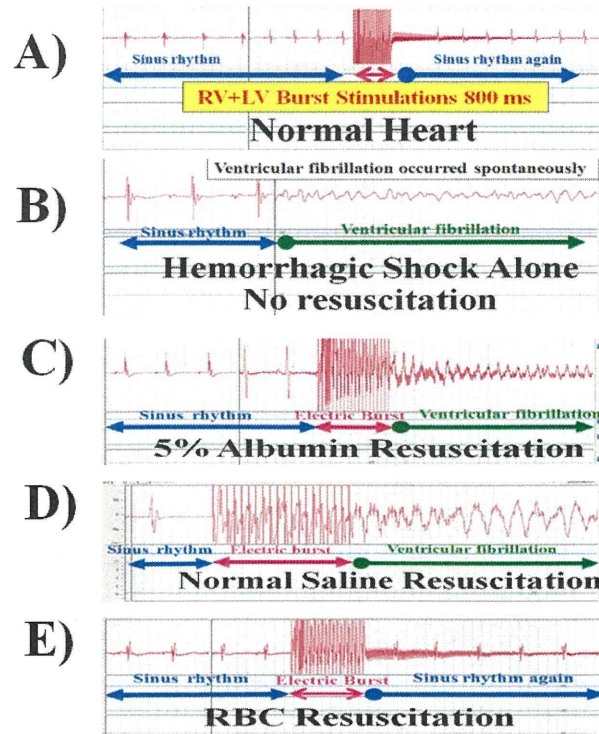 A)
Sinus rhythm
Sinus rhythm again
RV+LV Burst Stimulations 800 ms
Normal Heart
B)
Ventricular fibrillation occurred spontaneously
Sinus rhythm
Ventricular fibrillation
Hemorrhagic Shock Alone
No resuscitation
C)
Sinus rhythm
Electric Burst
Ventricular fibrillation
5% Albumin Resuscitation
D)
Sinus rhythm
Electric burst
Ventricular fibrillation
Normal Saline Resuscitation
E)
Sinus rhythm
Electric Burst
Sinus rhythm again
RBC Resuscitation